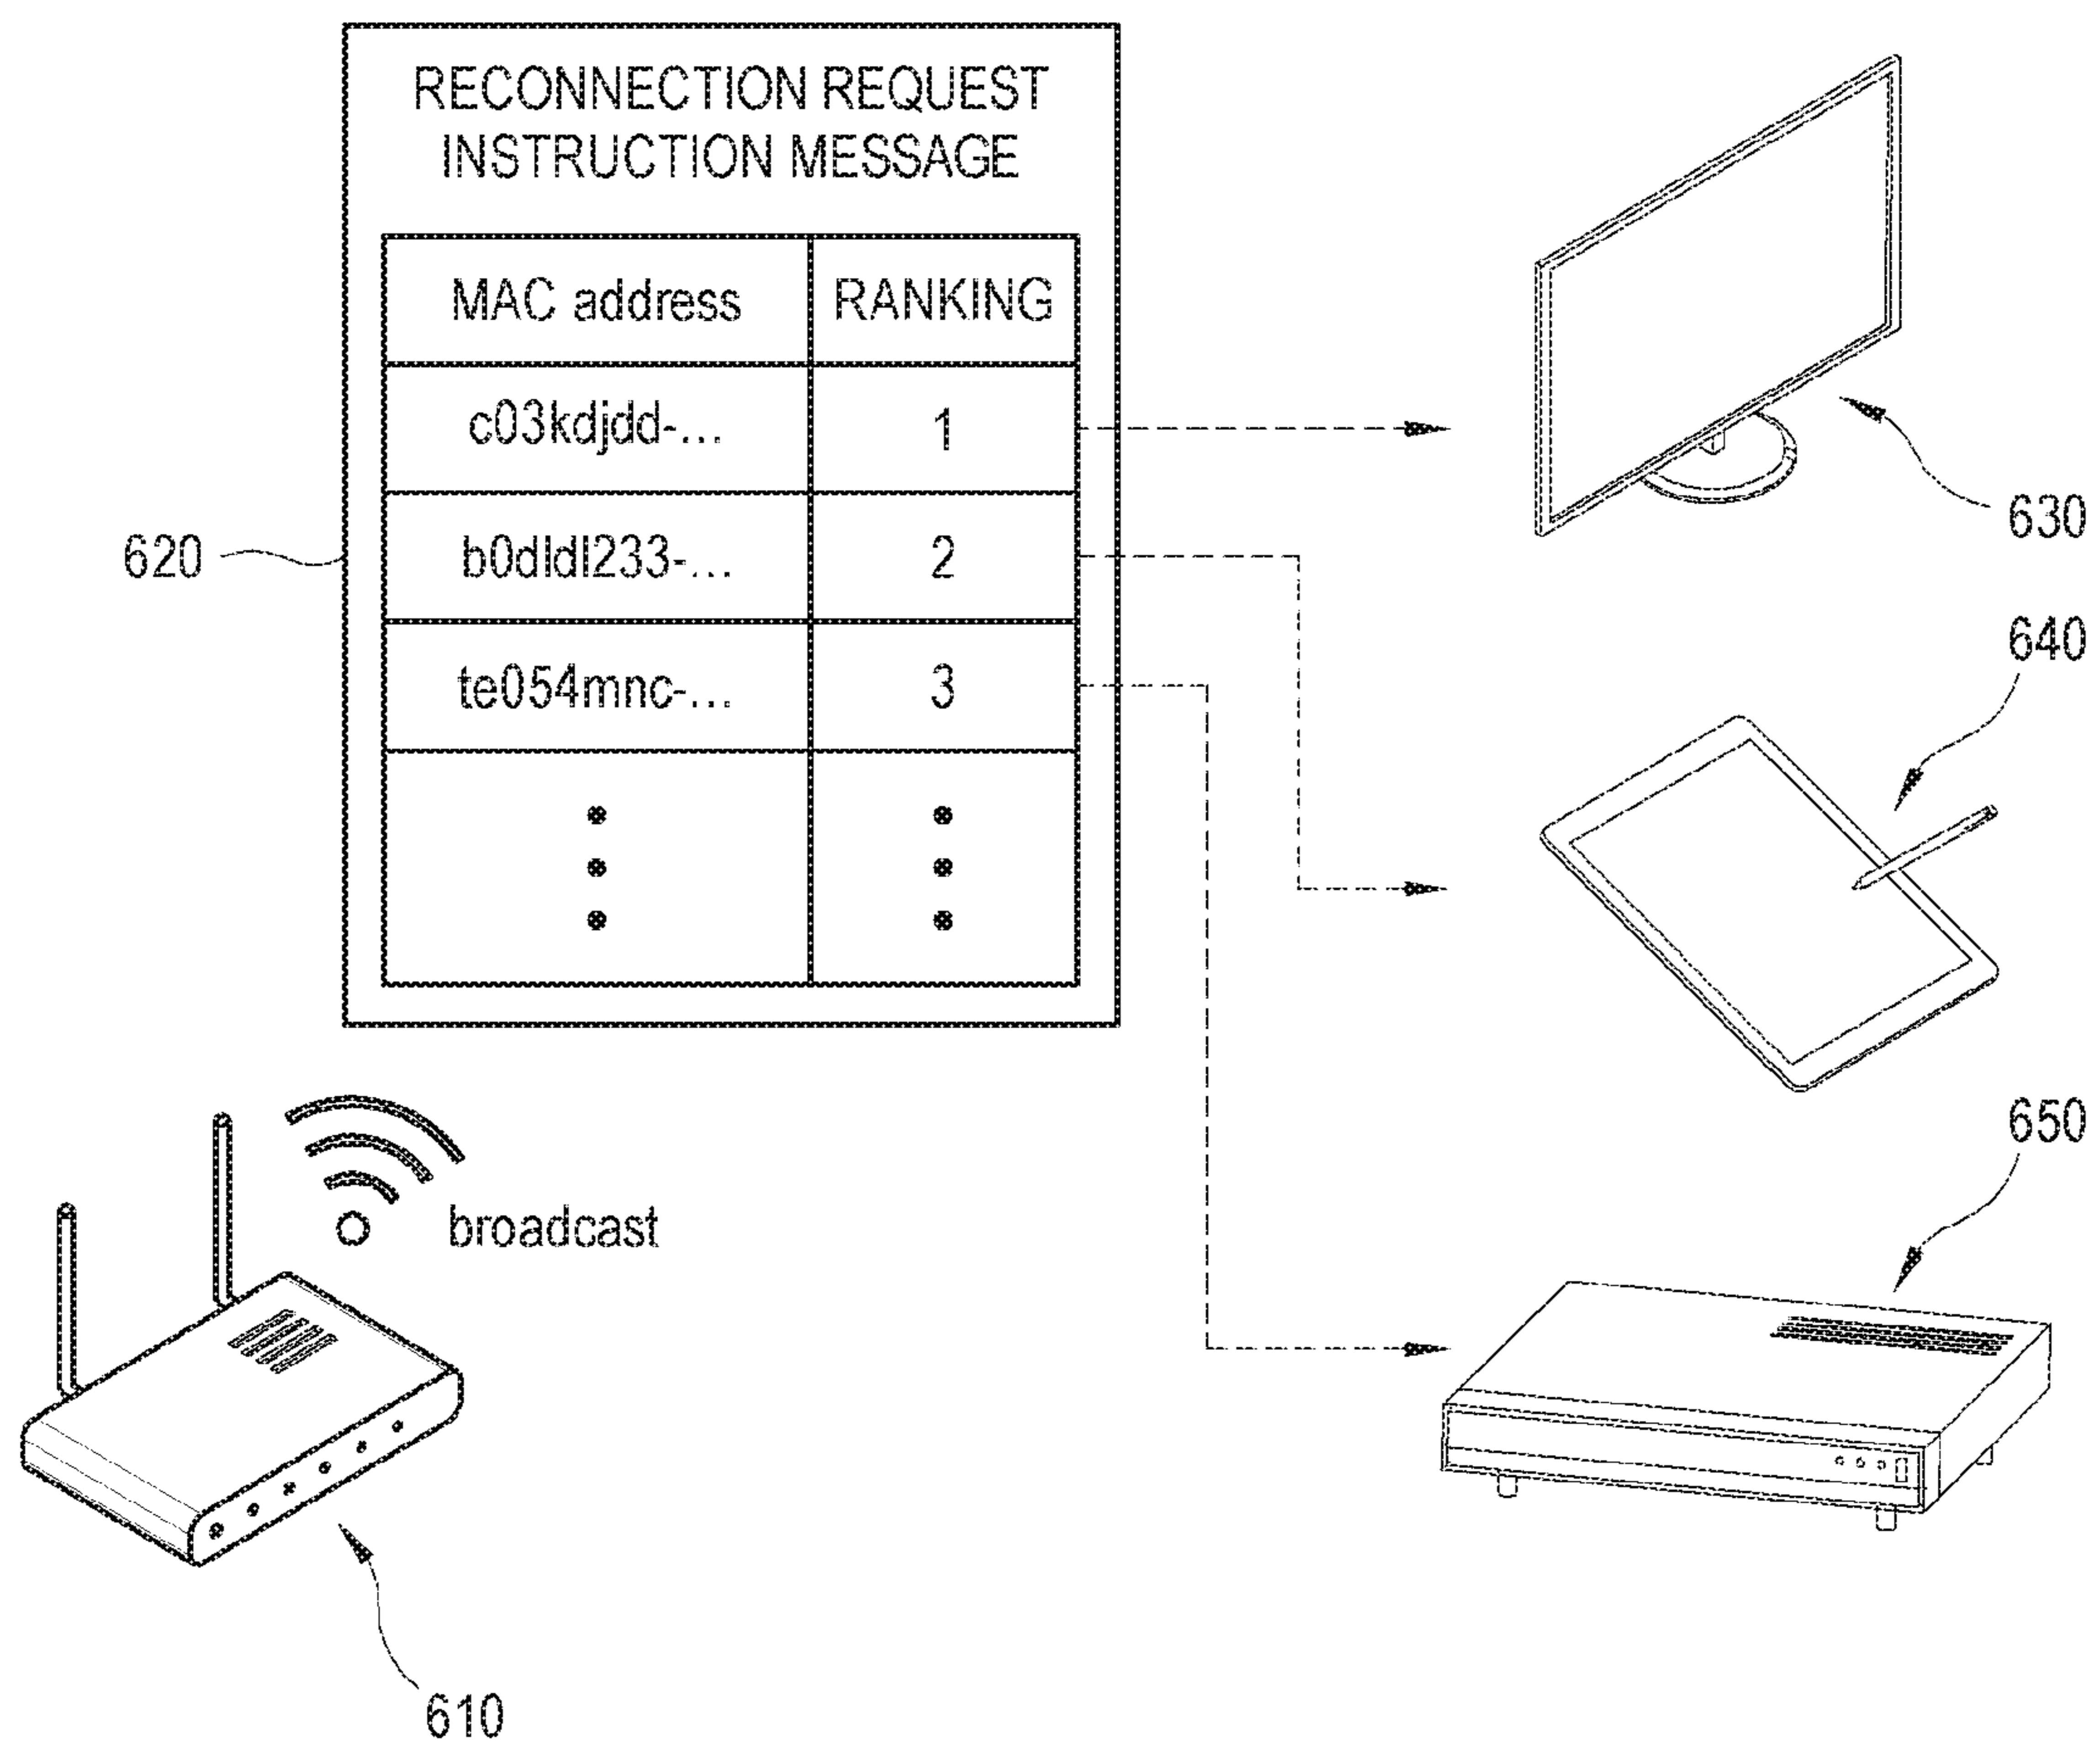 RECONNECTION REQUEST
INSTRUCTION MESSAGE
MAC address RANKING
c03kdjdd-... 1
b0dldl233-... 2
te054mnc-... 3
620
630
640
650
broadcast
610